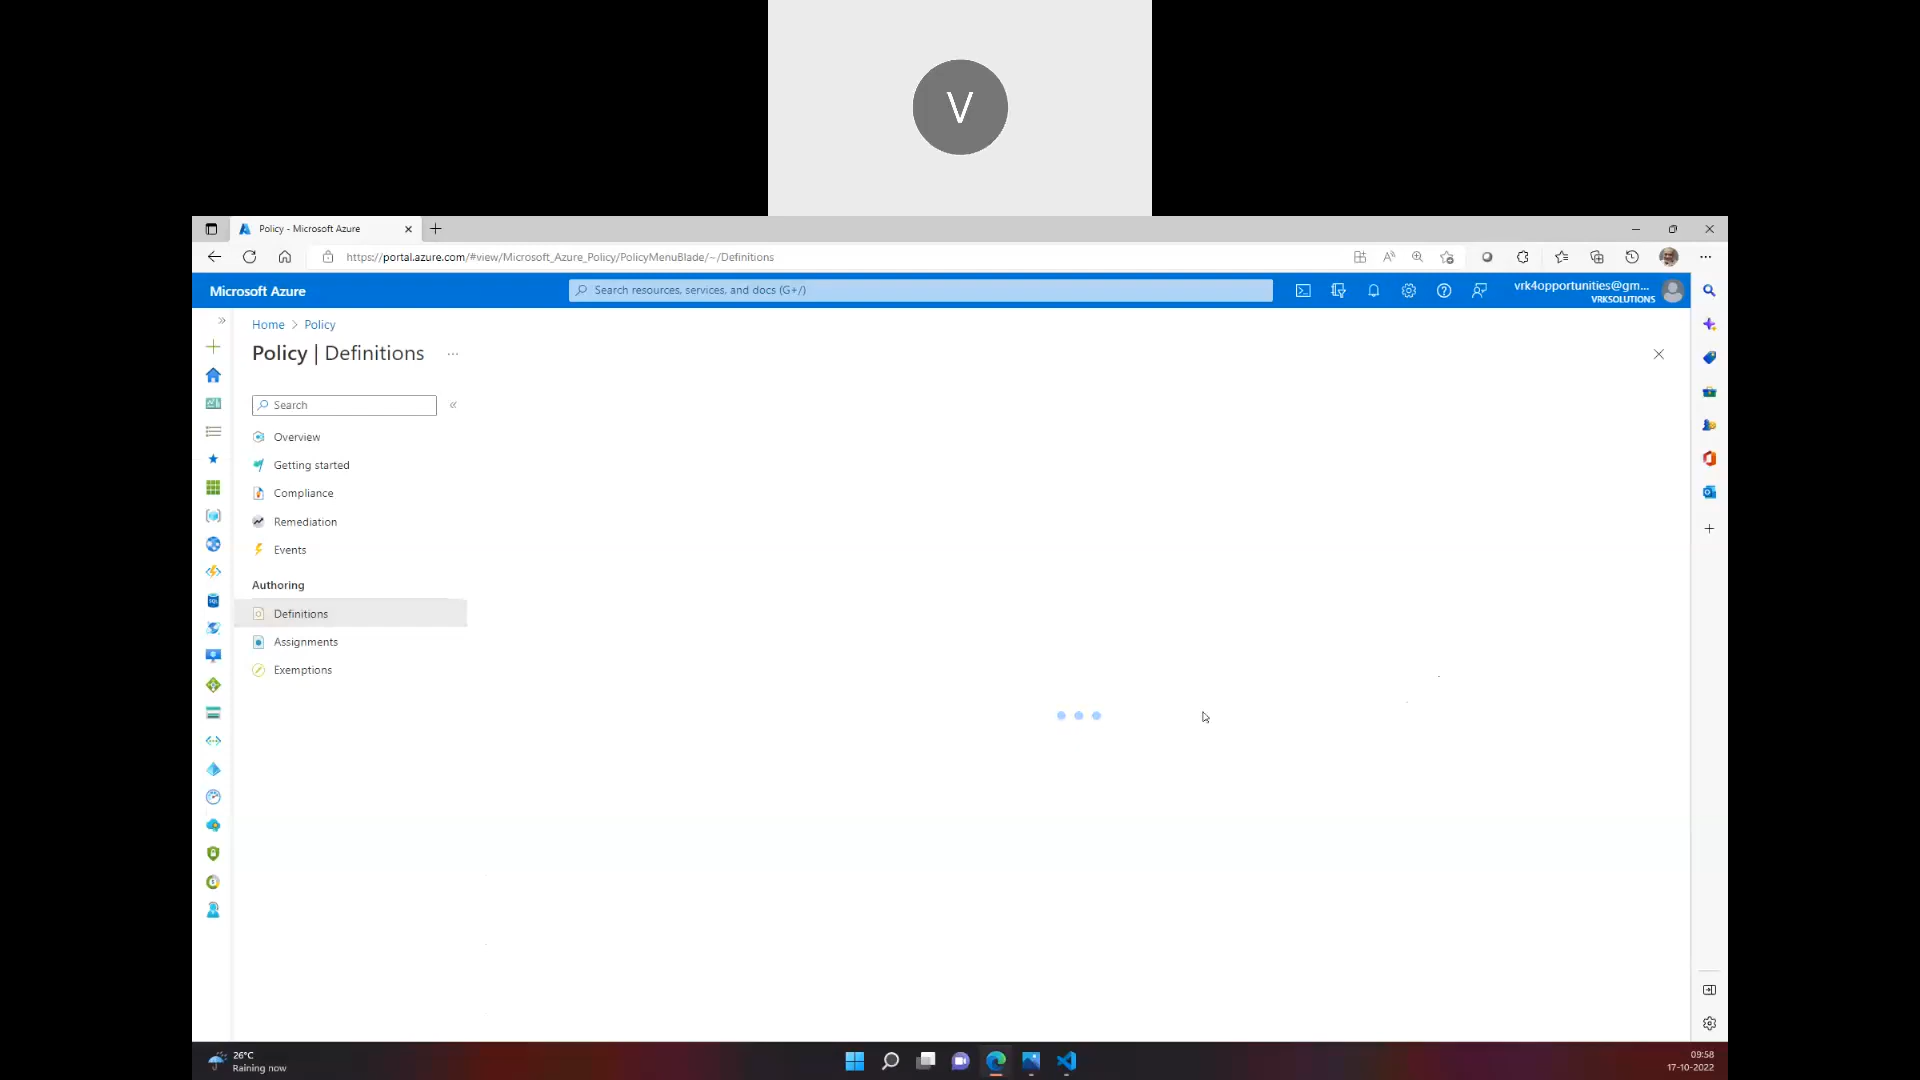 V
Policy - Microsoft Azure
https://portal.azure.com/#view/Microsoft_Azure_Policy/PolicyMenuBlade/~/Definitions
Microsoft Azure
Search resources, services, and docs (G+/)
vrk4opportunities@gm...
VRKSOLUTIONS
Home > Policy
Policy | Definitions ...
Search
Overview
Getting started
Compliance
Remediation
Events
Authoring
Definitions
Assignments
Exemptions
26°C
Raining now
09:58
17-10-2022